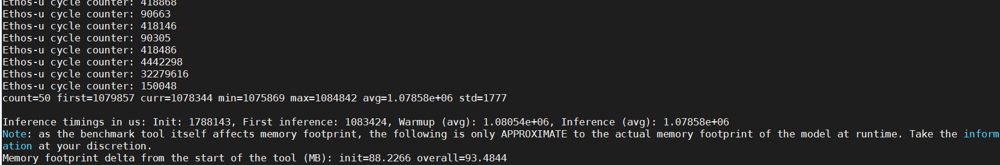 Ethos-u cycle counter: 418868
Ethos-u cycle counter: 90663
Ethos-u cycle counter: 418146
Ethos-u cycle counter: 90305
Ethos-u cycle counter: 418486
Ethos-u cycle counter: 4442298
Ethos-u cycle counter: 32279616
Ethos-u cycle counter: 150048
count=50 first=1079857 curr=1078344 min=1075869 max=1084842 avg=1.07858e+06 std=1777
Inference timings in us: Init: 1788143, First inference: 1083424, Warmup (avg): 1.08054e+06, Inference (avg): 1.07858e+06
Note: as the benchmark tool itself affects memory footprint, the following is only APPROXIMATE to the actual memory footprint of the model at runtime. Take the inform
ation at your discretion.
Memory footprint delta from the start of the tool (MB): init=88.2266 overall=93.4844